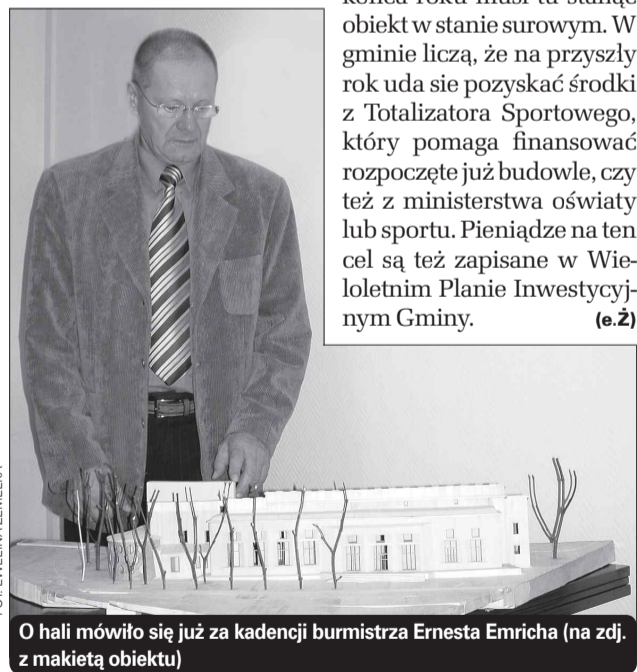 obiekt w stanie surowym. W
gminie liczą, że na przyszły
rok uda sie pozyskać środki
z Totalizatora Sportowego,
który pomaga finansować
rozpoczęte już budowle, czy
też z ministerstwa oświaty
lub sportu. Pieniądze na ten
cel są też zapisane w Wie-
loletnim Planie Inwestycyj-
nym Gminy. (e.Ż)
O hali mówiło się już za kadencji burmistrza Ernesta Emricha (na zdj.
z makietą obiektu)